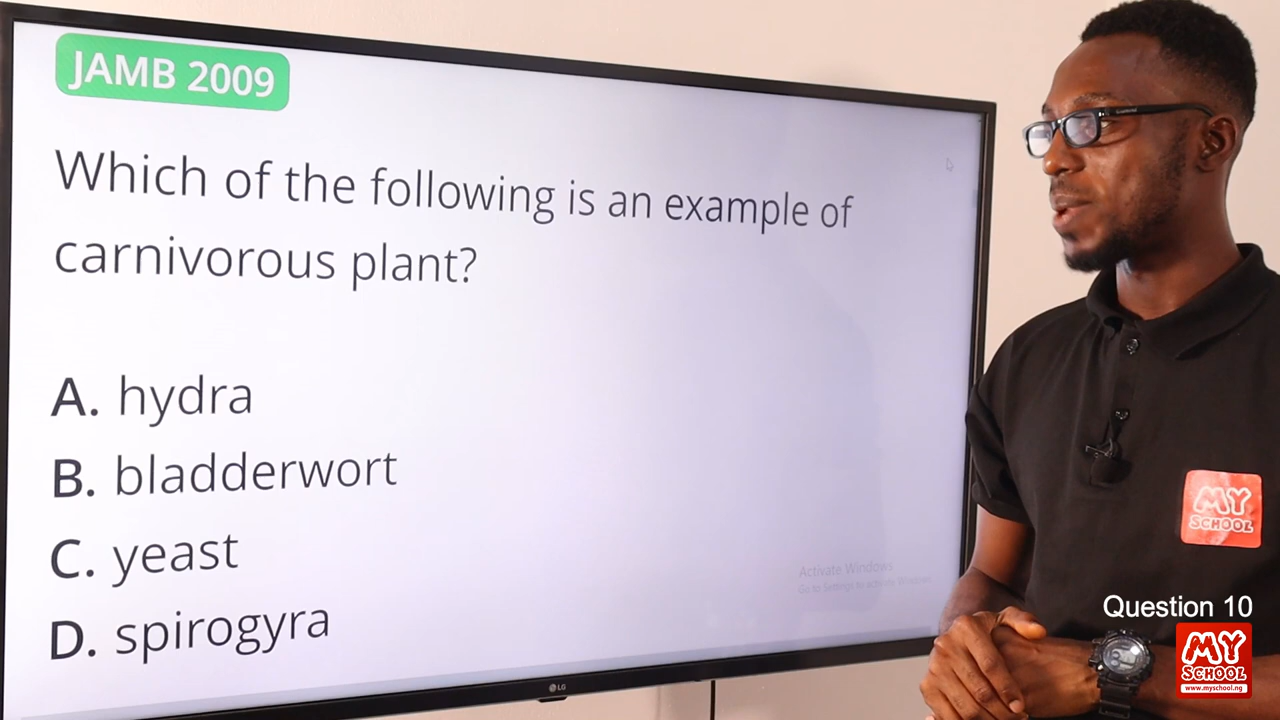 JAMB 2009
Which of the following is an example of
carnivorous plant?
A. hydra
B. bladderwort
C. yeast
D. spirogyra
Activate Windows
Go to Settings to activate Windows.
LG
MY
SCHOOL
Question 10
MY
SCHOOL
www.myschool.ng